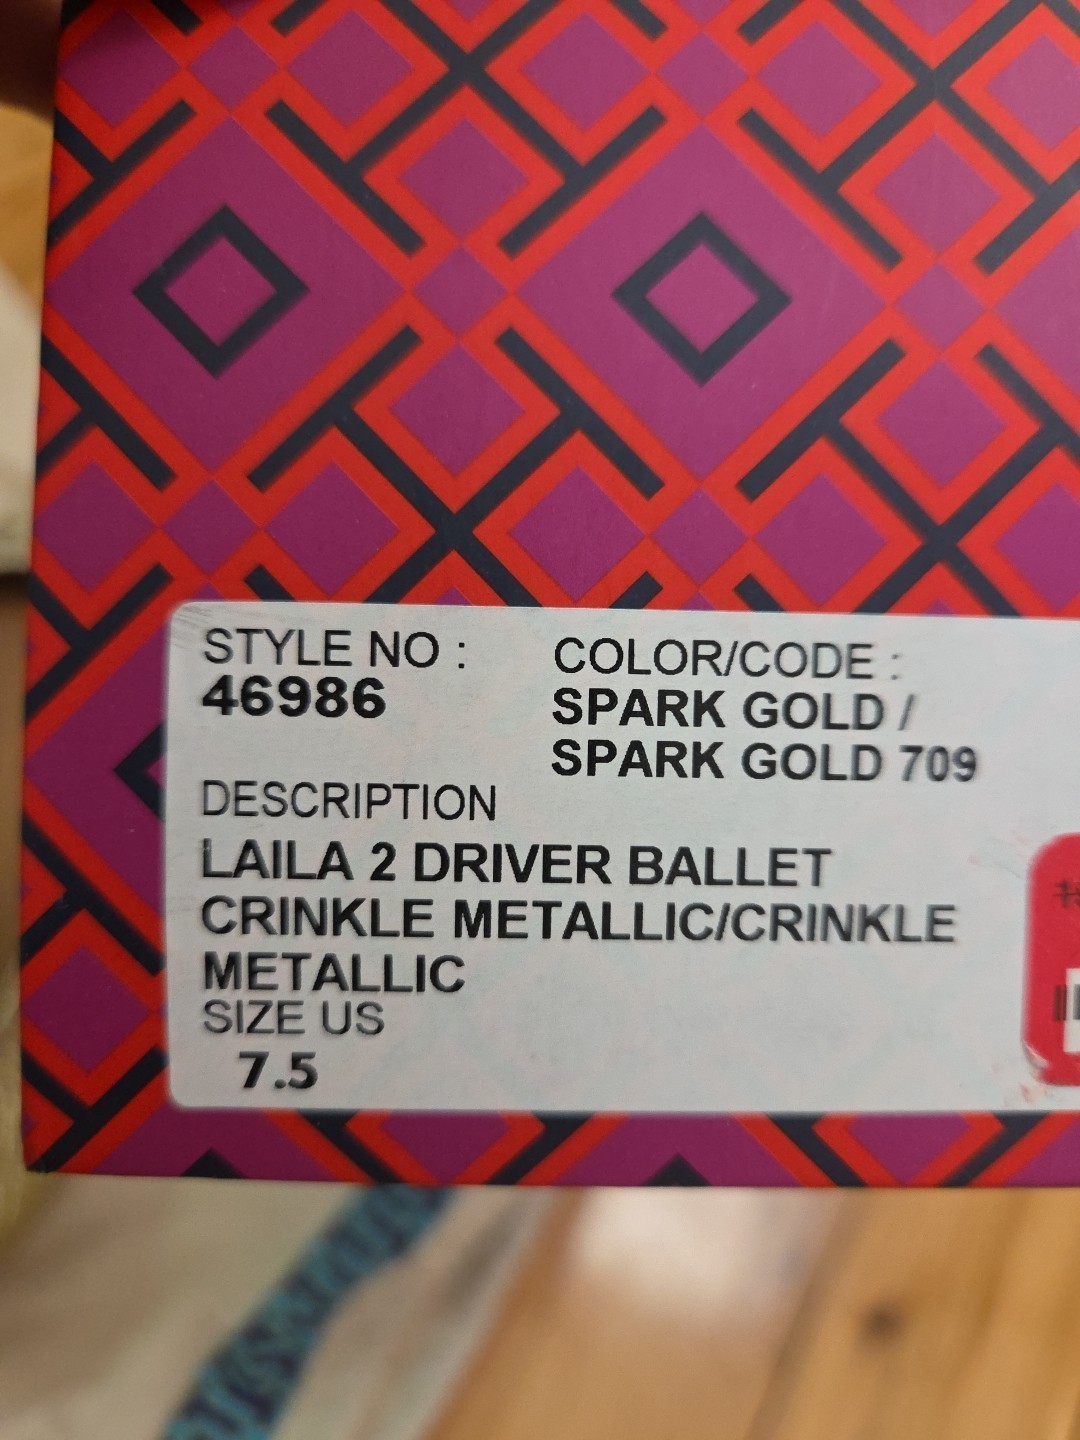 STYLE NO :
46986
COLOR/CODE :
SPARK GOLD /
SPARK GOLD 709
DESCRIPTION
LAILA 2 DRIVER BALLET
CRINKLE METALLIC/CRINKLE
METALLIC
SIZE US
7.5